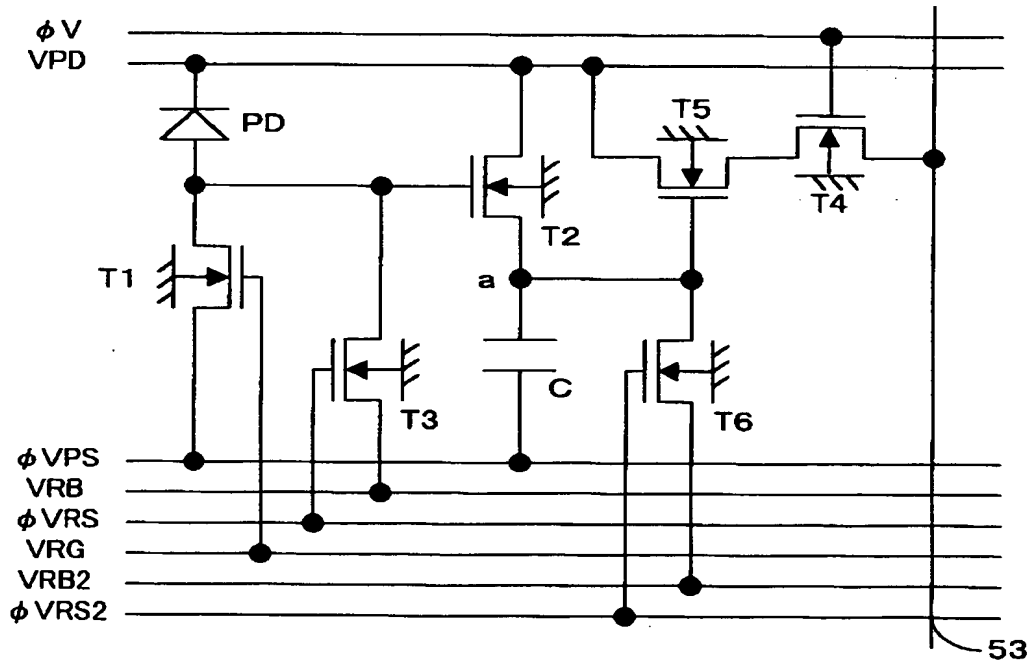 φV
VPD
PD
T5
T4
T2
T1
a
C
T3
T6
φVPS
VRB
φVRS
VRG
VRB2
φVRS2
53